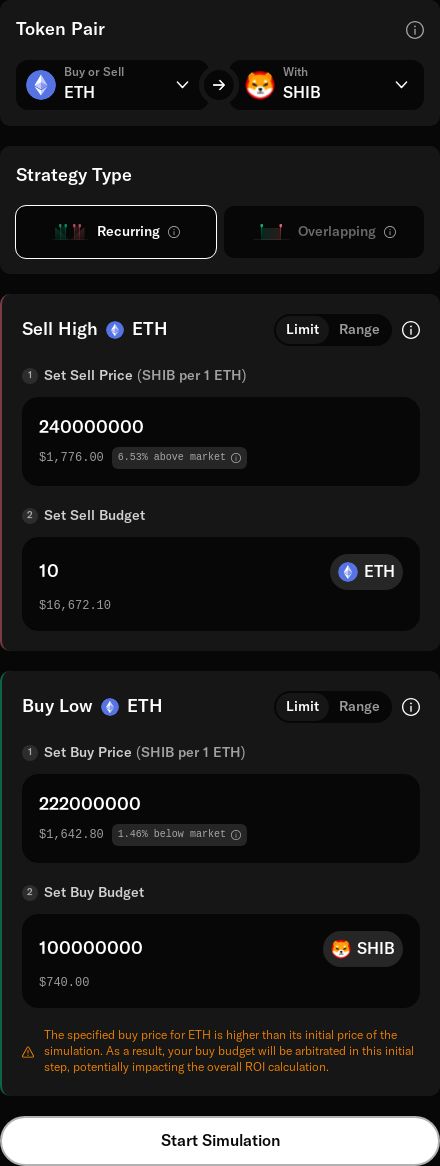 Token Pair
Buy or Sell
ETH
With
SHIB
Strategy Type
Recurring
Overlapping
Sell High ETH
Limit
Range
1 Set Sell Price (SHIB per 1 ETH)
240000000
$1,776.00 6.53% above market
2 Set Sell Budget
10
ETH
$16,672.10
Buy Low ETH
Limit
Range
1 Set Buy Price (SHIB per 1 ETH)
222000000
$1,642.80 1.46% below market
2 Set Buy Budget
100000000
SHIB
$740.00
The specified buy price for ETH is higher than its initial price of the
simulation. As a result, your buy budget will be arbitrated in this initial
step, potentially impacting the overall ROI calculation.
Start Simulation